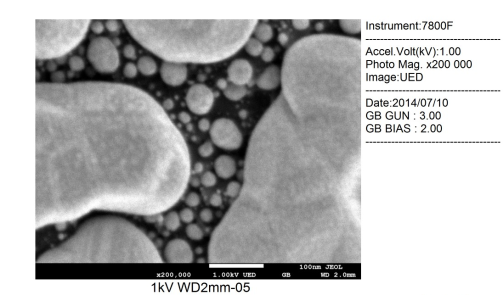 Instrument:7800F
Accel.Volt(kV):1.00
Photo Mag. x200 000
Image:UED
Date:2014/07/10
GB GUN : 3.00
GB BIAS : 2.00
100nm JEOL
x200,000 1.00kV UED GB WD 2.0mm
1kV WD2mm-05